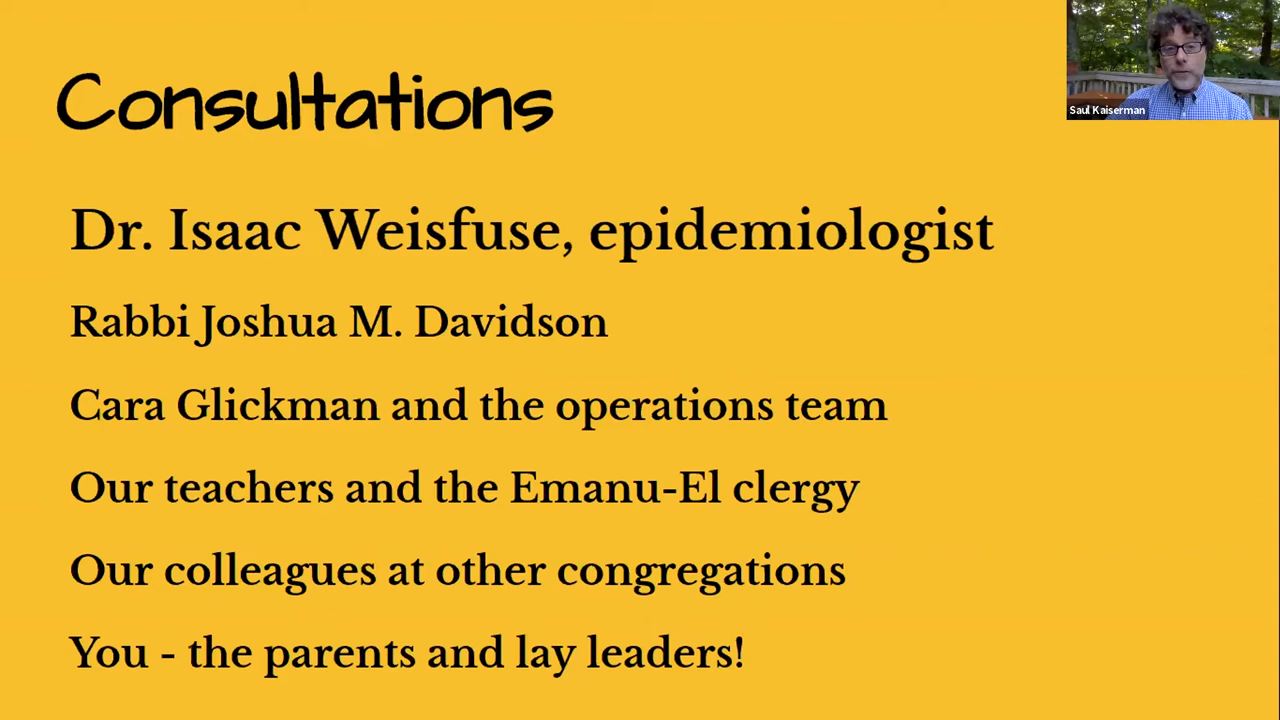 Consultations
Saul Kaiserman
Dr. Isaac Weisfuse, epidemiologist
Rabbi Joshua M. Davidson
Cara Glickman and the operations team
Our teachers and the Emanu-El clergy
Our colleagues at other congregations
You - the parents and lay leaders!